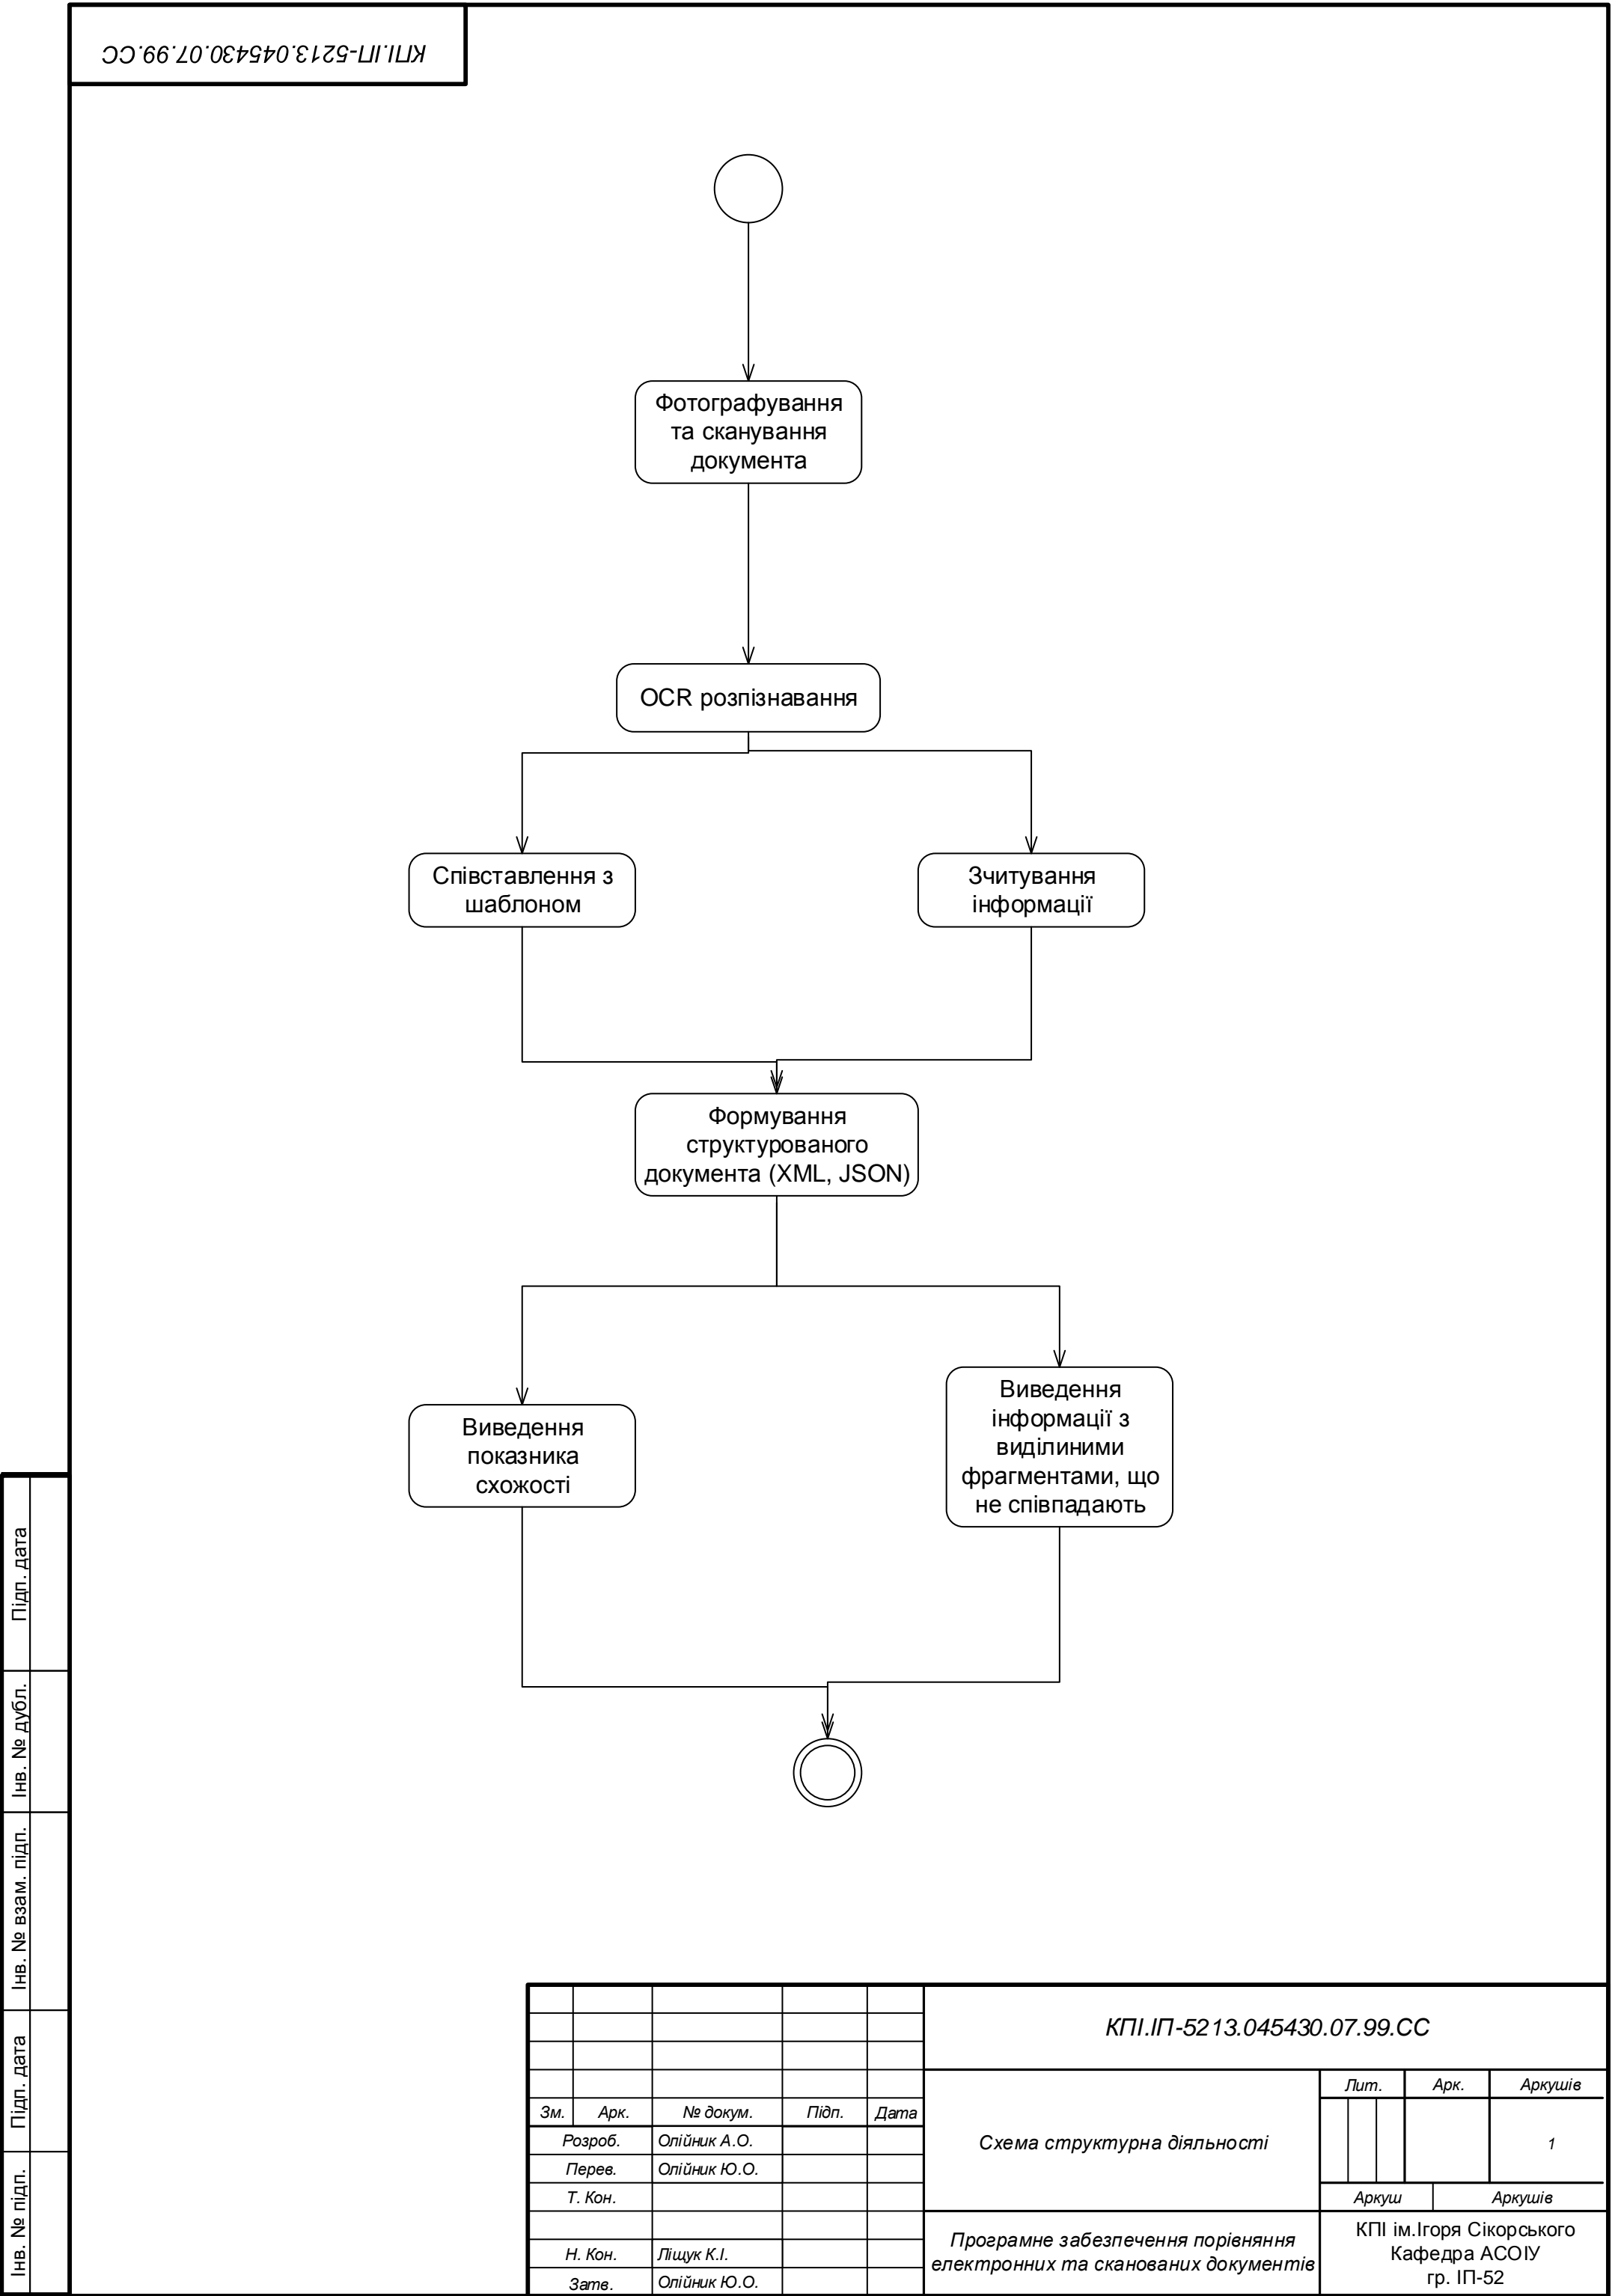 КПІ.ІП-5213.045430.07.99.СС
Фотографування
та сканування
документа
OCR розпізнавання
Співставлення з
шаблоном
Зчитування
інформації
Формування
структурованого
документа (XML, JSON)
Виведення
показника
схожості
Виведення
інформації з
виділиними
фрагментами, що
не співпадають
Підп. дата
Інв. № дубл.
Інв. № взам. підп.
Підп. дата
Інв. № підп.
КПІ.ІП-5213.045430.07.99.СС
Зм. Арк. № докум. Підп. Дата
Розроб. Олійник А.О.
Перев. Олійник Ю.О.
Т. Кон.
Н. Кон. Ліщук К.І.
Затв. Олійник Ю.О.
Схема структурна діяльності
Лит. Арк. Аркушів
1
Аркуш Аркушів
Програмне забезпечення порівняння
електронних та сканованих документів
КПІ ім.Ігоря Сікорського
Кафедра АСОІУ
гр. ІП-52